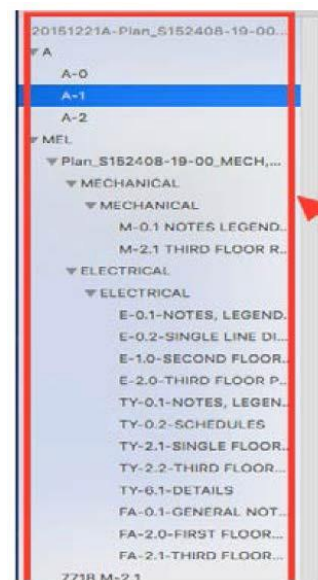 20151221A-Plan_S152408-19-00...
A
A-0
A-1
A-2
MEL
Plan_S152408-19-00_MECH,...
MECHANICAL
MECHANICAL
M-0.1 NOTES LEGEND..
M-2.1 THIRD FLOOR R...
ELECTRICAL
ELECTRICAL
E-0.1-NOTES, LEGEND.
E-0.2-SINGLE LINE DI...
E-1.0-SECOND FLOOR..
E-2.0-THIRD FLOOR P...
TY-0.1-NOTES, LEGEN..
TY-0.2-SCHEDULES
TY-2.1-SINGLE FLOOR..
TY-2.2-THIRD FLOOR...
TY-6.1-DETAILS
FA-0.1-GENERAL NOT..
FA-2.0-FIRST FLOOR...
FA-2.1-THIRD FLOOR...
7718 M-2.1